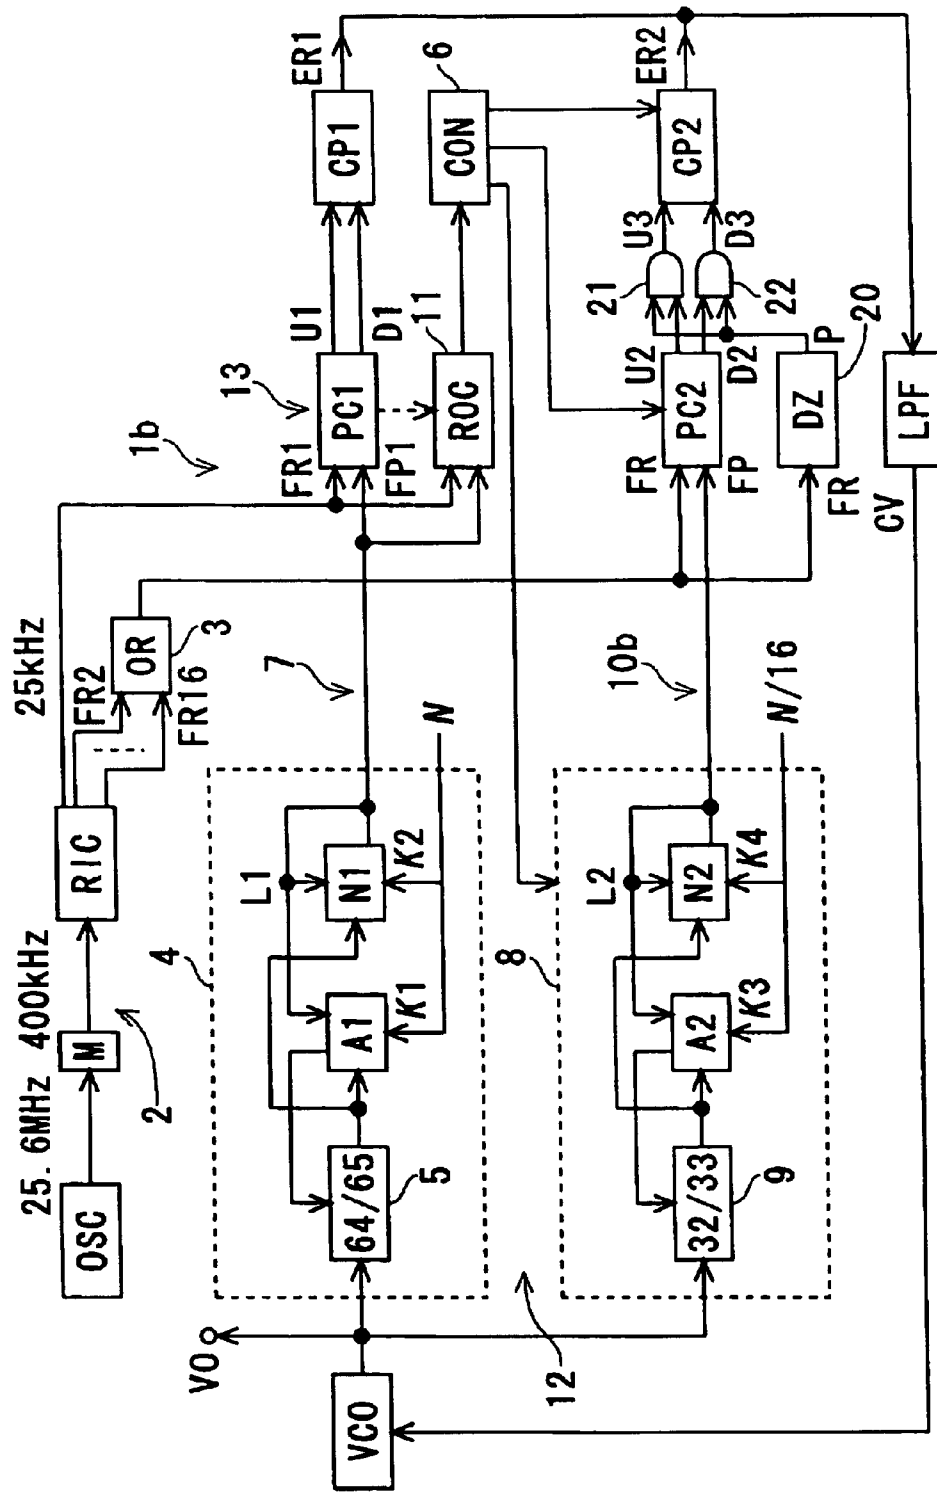 1b
25.6MHz
400kHz
25kHz
OSC
M
RIC
2
FR2
FR16
OR
3
13
FR1
FP1
PC1
U1
D1
CP1
ER1
11
ROC
CON
6
4
L1
64/65
5
A1
K1
N1
K2
N
7
VO
VCO
12
8
L2
32/33
9
A2
K3
N2
K4
N/16
10b
FR
FP
PC2
U2
D2
21
22
U3
D3
CP2
ER2
FR
DZ
20
P
CV
LPF